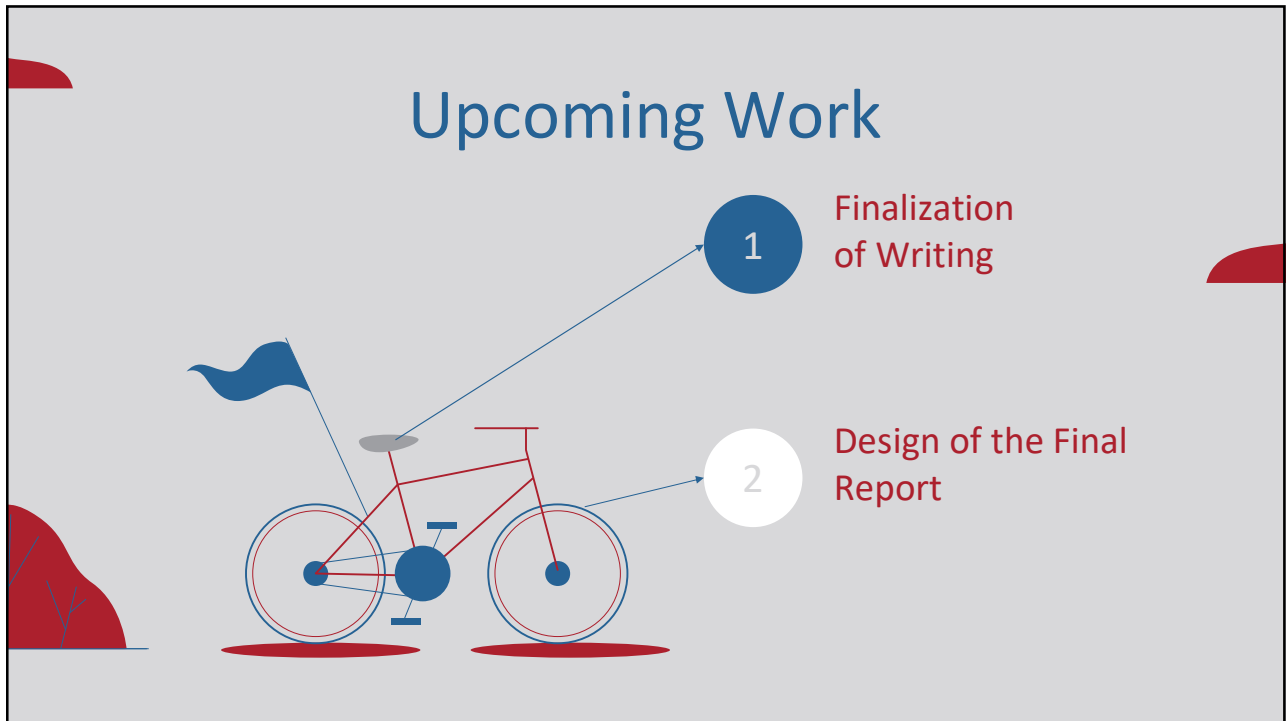 Upcoming Work
1
Finalization
of Writing
2
Design of the Final
Report